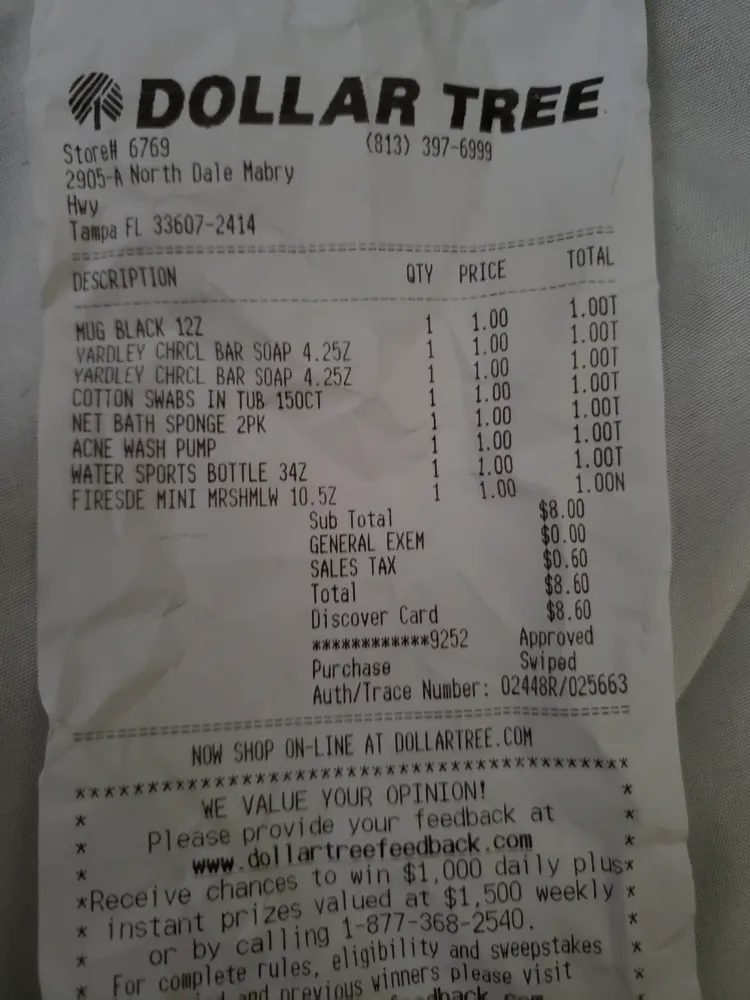 DOLLAR TREE
Store# 6769 (813) 397-6999
2905-A North Dale Mabry
Hwy
Tampa FL 33607-2414
================================================
DESCRIPTION QTY PRICE TOTAL
------------------------------------------------
MUG BLACK 12Z 1 1.00 1.00T
YARDLEY CHRCL BAR SOAP 4.25Z 1 1.00 1.00T
YARDLEY CHRCL BAR SOAP 4.25Z 1 1.00 1.00T
COTTON SWABS IN TUB 150CT 1 1.00 1.00T
NET BATH SPONGE 2PK 1 1.00 1.00T
ACNE WASH PUMP 1 1.00 1.00T
WATER SPORTS BOTTLE 34Z 1 1.00 1.00T
FIRESDE MINI MRSHMLW 10.5Z 1 1.00 1.00N
Sub Total $8.00
GENERAL EXEM $0.00
SALES TAX $0.60
Total $8.60
Discover Card $8.60
************9252 Approved
Purchase Swiped
Auth/Trace Number: 02448R/025663
================================================
NOW SHOP ON-LINE AT DOLLARTREE.COM
******************************************
* WE VALUE YOUR OPINION! *
* Please provide your feedback at *
* www.dollartreefeedback.com *
*Receive chances to win $1,000 daily plus*
* instant prizes valued at $1,500 weekly *
* or by calling 1-877-368-2540. *
* For complete rules, eligibility and sweepstakes *
* and previous winners please visit *